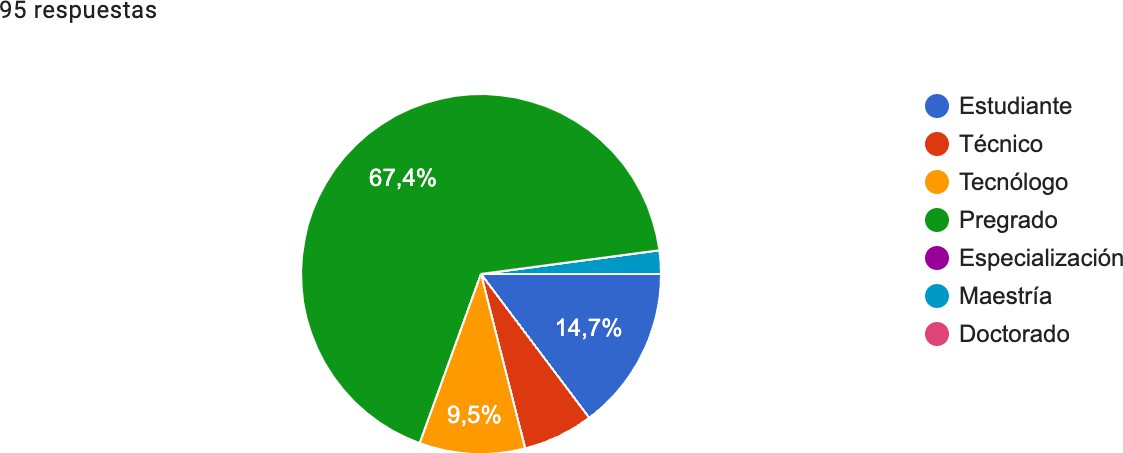 95 respuestas
67,4%
14,7%
9,5%
Estudiante
Técnico
Tecnólogo
Pregrado
Especialización
Maestría
Doctorado